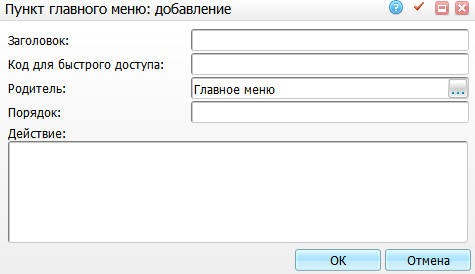 Пункт главного меню: добавление
Заголовок:
Код для быстрого доступа:
Родитель: Главное меню ...
Порядок:
Действие:
ОК Отмена